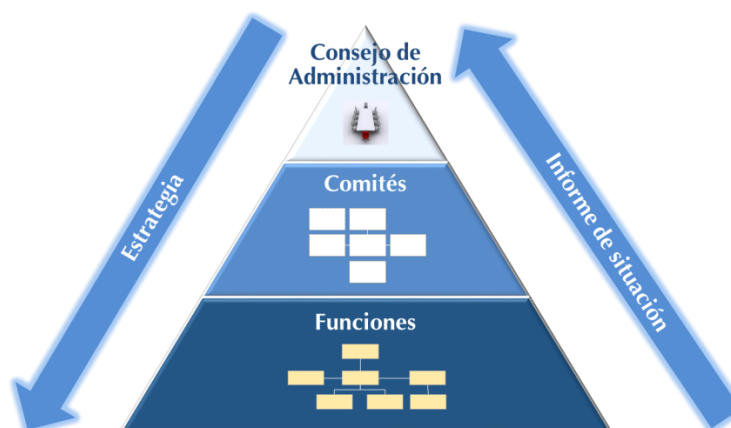 Consejo de
Administración
Estrategia
Informe de situación
Comités
Funciones